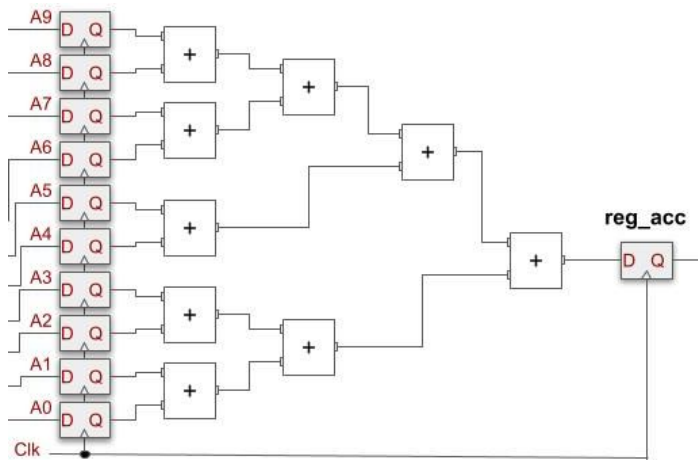 A9
D Q
+
A8
D Q
+
A7
D Q
+
A6
D Q
+
A5
D Q
+
A4
D Q
reg_acc
+
D Q
A3
D Q
+
A2
D Q
+
A1
D Q
+
A0
D Q
Clk